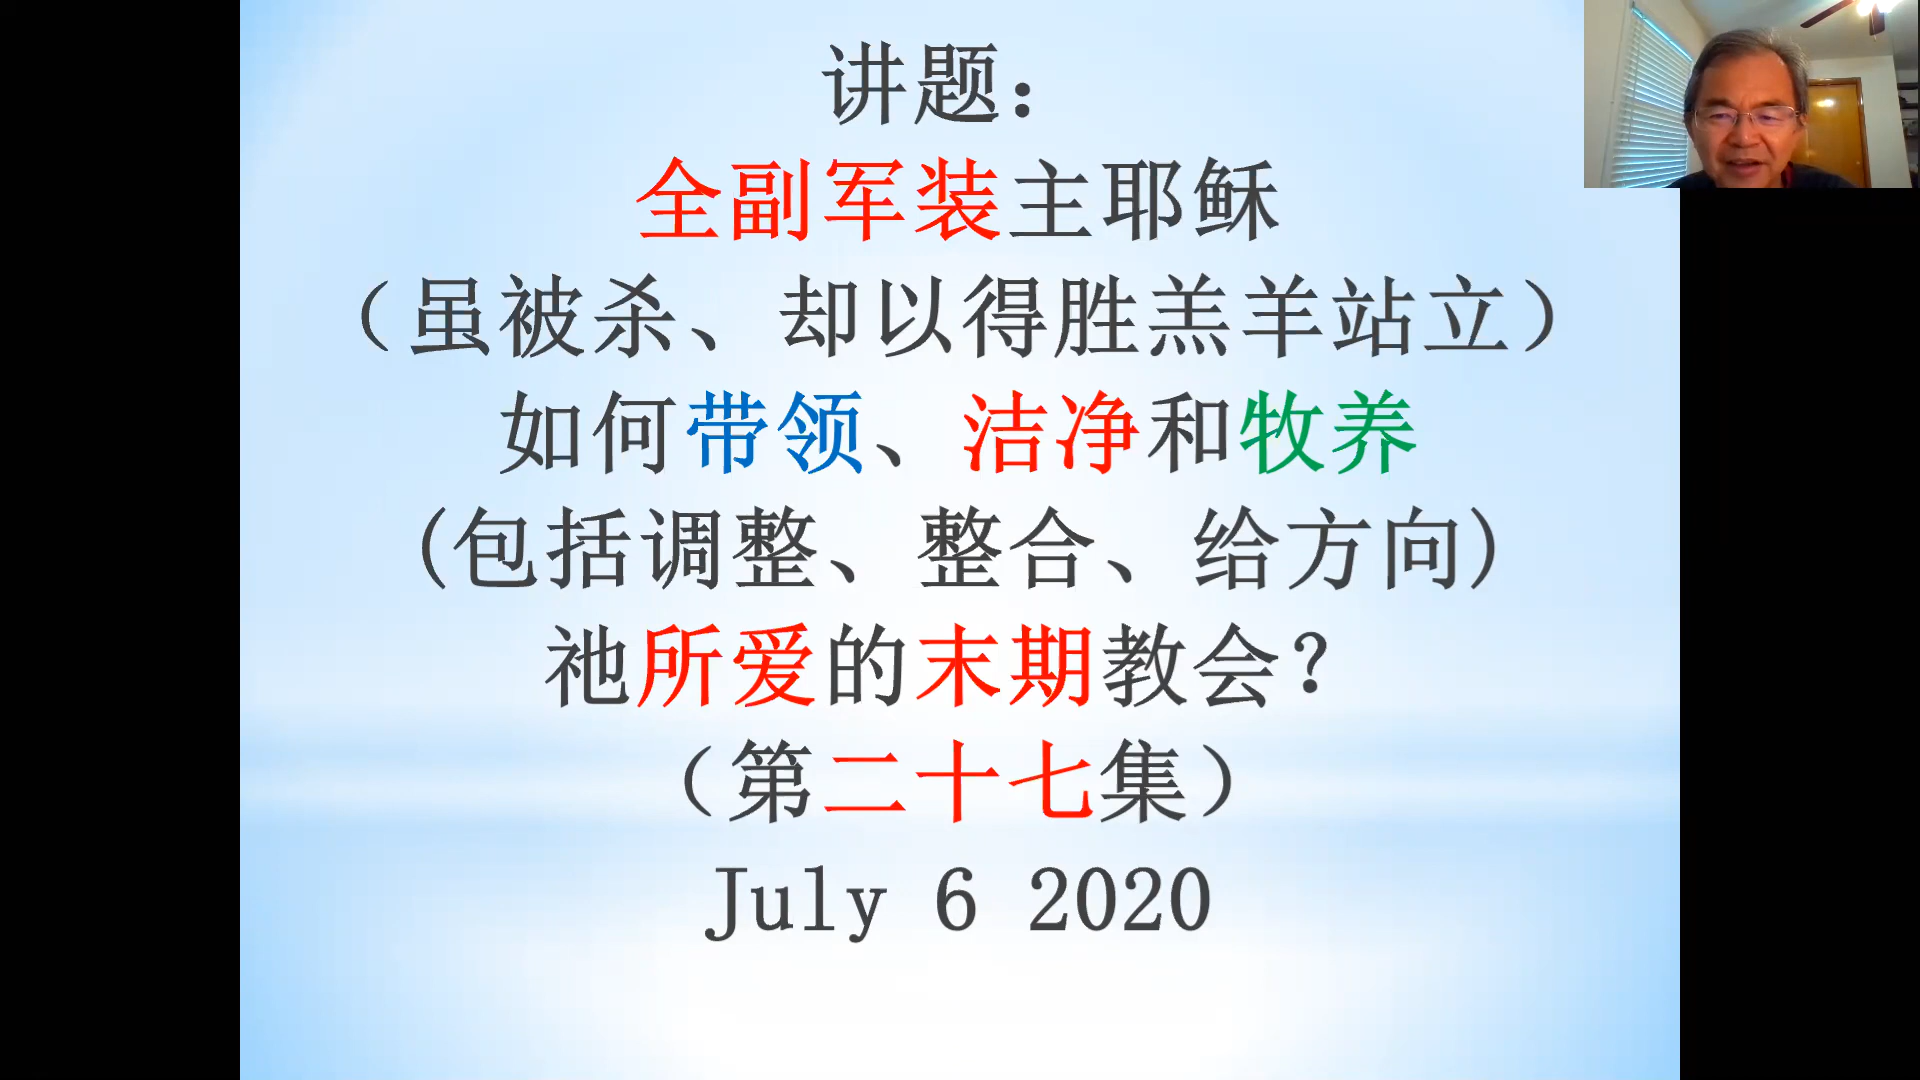 讲题：
全副军装主耶稣
（虽被杀、却以得胜羔羊站立）
如何带领、洁净和牧养
(包括调整、整合、给方向)
祂所爱的末期教会？
（第二十七集）
July 6 2020